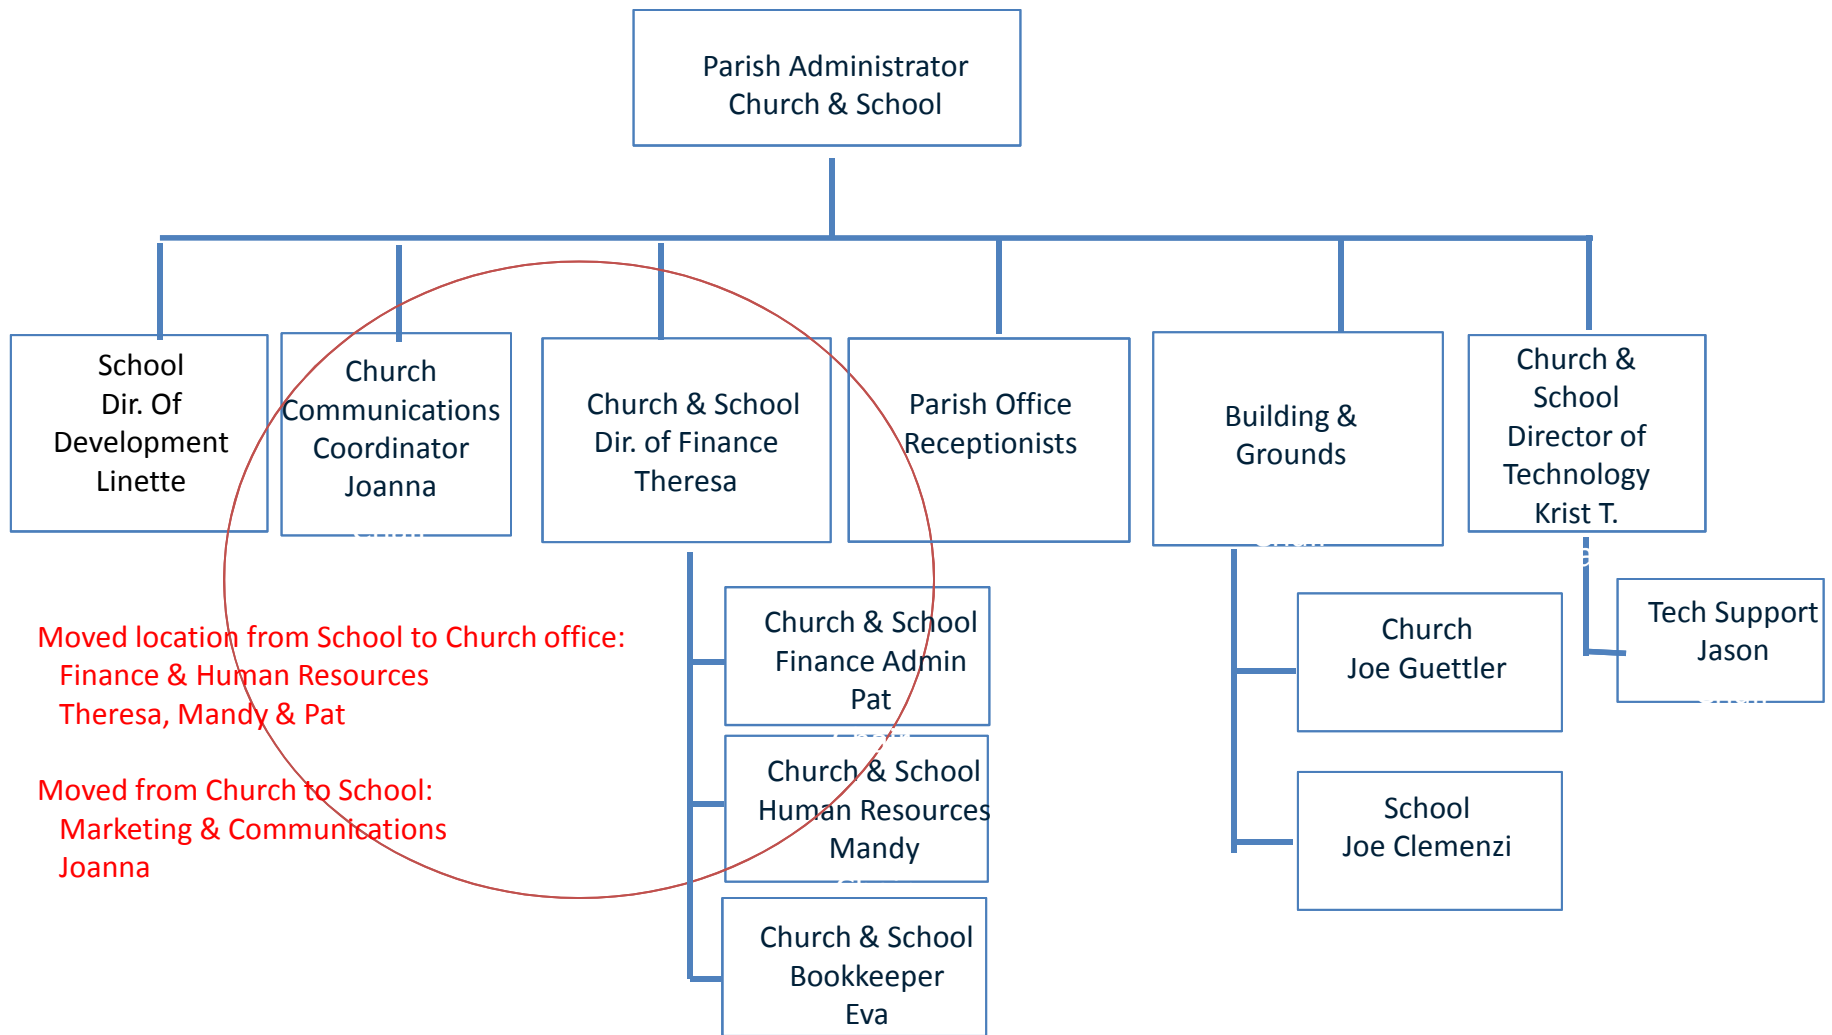 Parish Administrator
Church & School
School
Dir. Of
Development
Linette
Church
Communications
Coordinator
Joanna
Church & School
Dir. of Finance
Theresa
Parish Office
Receptionists
Building &
Grounds
Church &
School
Director of
Technology
Krist T.
Church & School
Finance Admin
Pat
Church & School
Human Resources
Mandy
Church & School
Bookkeeper
Eva
Church
Joe Guettler
School
Joe Clemenzi
Tech Support
Jason
Moved location from School to Church office:
Finance & Human Resources
Theresa, Mandy & Pat
Moved from Church to School:
Marketing & Communications
Joanna